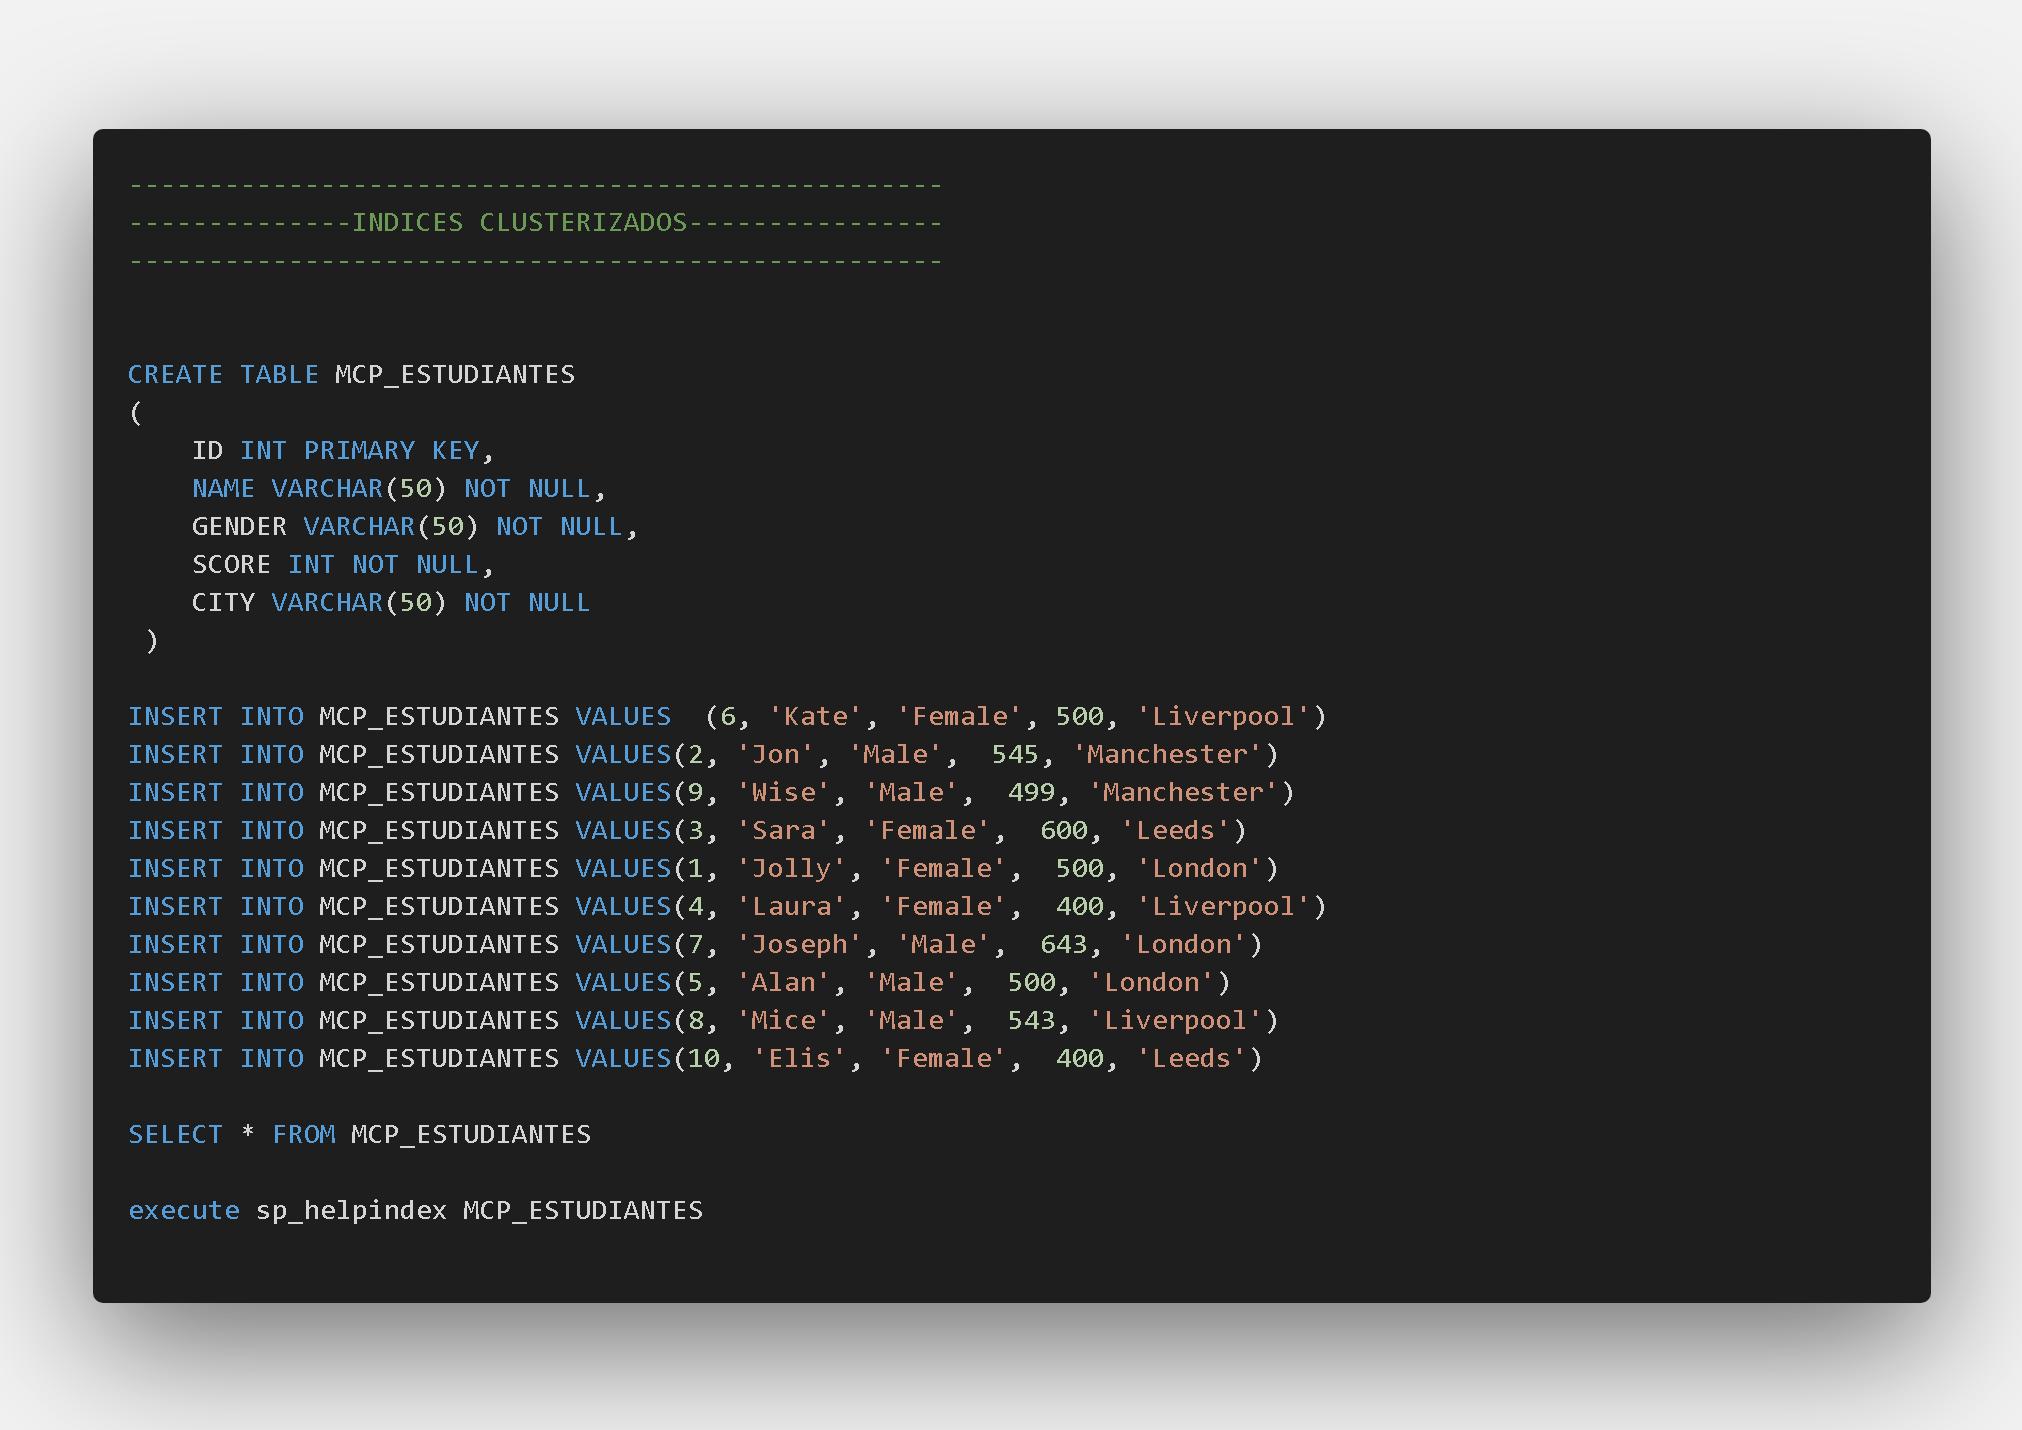 ---------------------------------------------------
--------------INDICES CLUSTERIZADOS----------------
---------------------------------------------------
CREATE TABLE MCP_ESTUDIANTES
(
    ID INT PRIMARY KEY,
    NAME VARCHAR(50) NOT NULL,
    GENDER VARCHAR(50) NOT NULL,
    SCORE INT NOT NULL,
    CITY VARCHAR(50) NOT NULL
 )
INSERT INTO MCP_ESTUDIANTES VALUES  (6, 'Kate', 'Female', 500, 'Liverpool')
INSERT INTO MCP_ESTUDIANTES VALUES(2, 'Jon', 'Male',  545, 'Manchester')
INSERT INTO MCP_ESTUDIANTES VALUES(9, 'Wise', 'Male',  499, 'Manchester')
INSERT INTO MCP_ESTUDIANTES VALUES(3, 'Sara', 'Female',  600, 'Leeds')
INSERT INTO MCP_ESTUDIANTES VALUES(1, 'Jolly', 'Female',  500, 'London')
INSERT INTO MCP_ESTUDIANTES VALUES(4, 'Laura', 'Female',  400, 'Liverpool')
INSERT INTO MCP_ESTUDIANTES VALUES(7, 'Joseph', 'Male',  643, 'London')
INSERT INTO MCP_ESTUDIANTES VALUES(5, 'Alan', 'Male',  500, 'London')
INSERT INTO MCP_ESTUDIANTES VALUES(8, 'Mice', 'Male',  543, 'Liverpool')
INSERT INTO MCP_ESTUDIANTES VALUES(10, 'Elis', 'Female',  400, 'Leeds')
SELECT * FROM MCP_ESTUDIANTES
execute sp_helpindex MCP_ESTUDIANTES